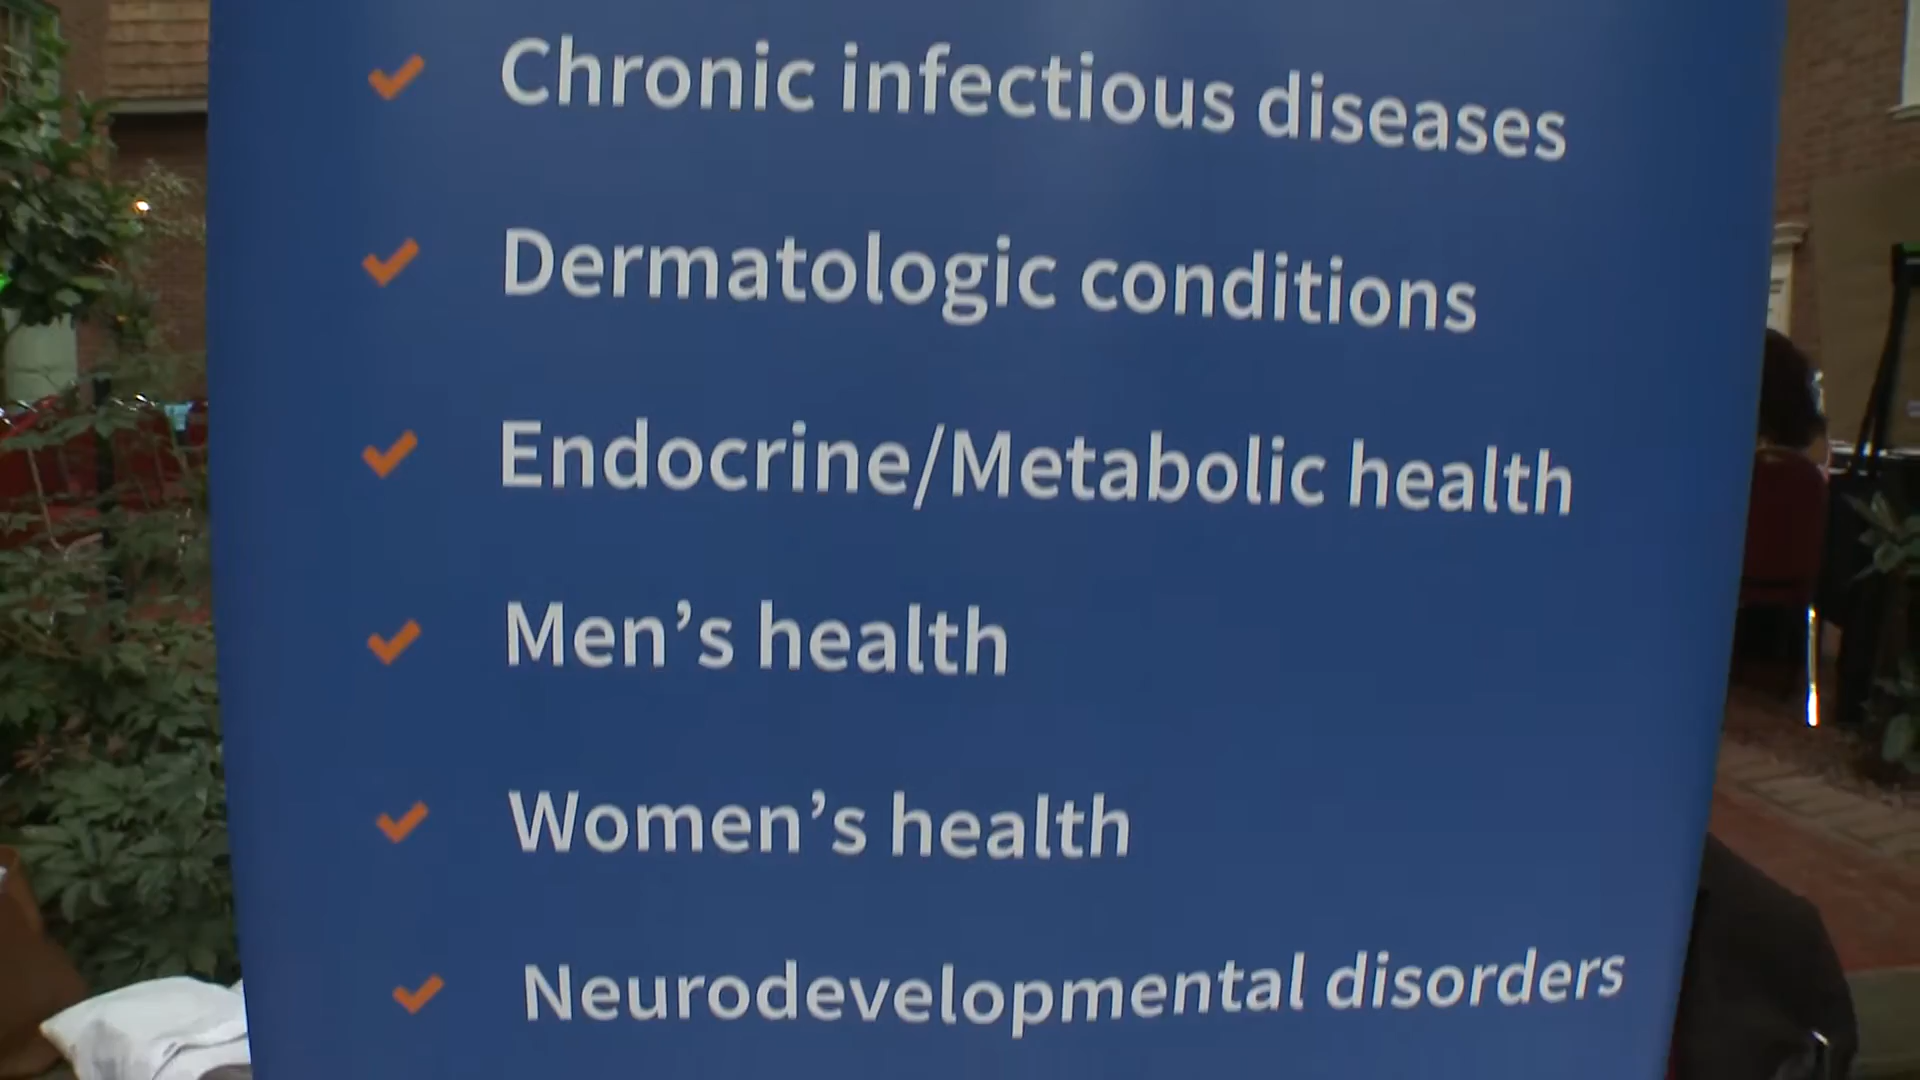 Chronic infectious diseases
Dermatologic conditions
Endocrine/Metabolic health
Men’s health
Women’s health
Neurodevelopmental disorders